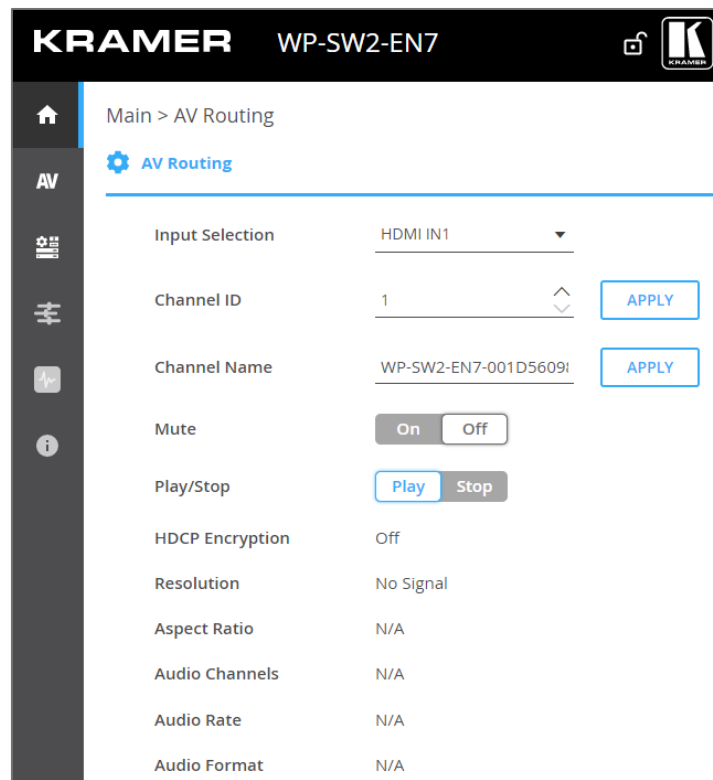 KRAMER WP-SW2-EN7
KRAMER
Main > AV Routing
AV Routing
AV
Input Selection HDMI IN1
Channel ID 1 APPLY
Channel Name WP-SW2-EN7-001D5609 APPLY
Mute On Off
Play/Stop Play Stop
HDCP Encryption Off
Resolution No Signal
Aspect Ratio N/A
Audio Channels N/A
Audio Rate N/A
Audio Format N/A